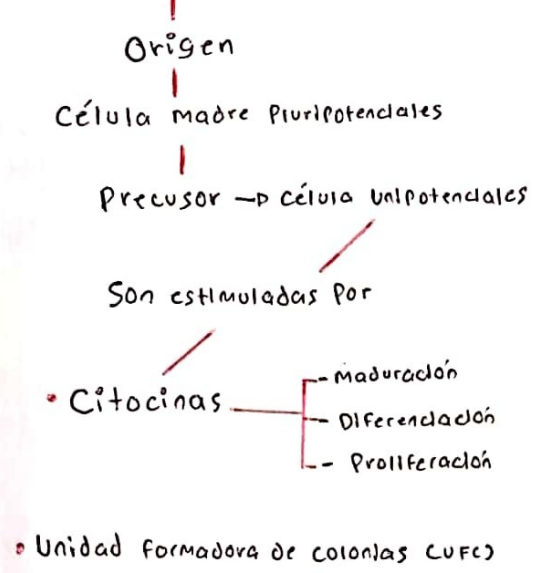 Origen
Célula madre Pluripotenciales
Precusor → célula unipotenciales
Son estimuladas por
• Citocinas
- maduración
- Diferenciación
- Proliferación
• Unidad formadora de colonias (UFC)